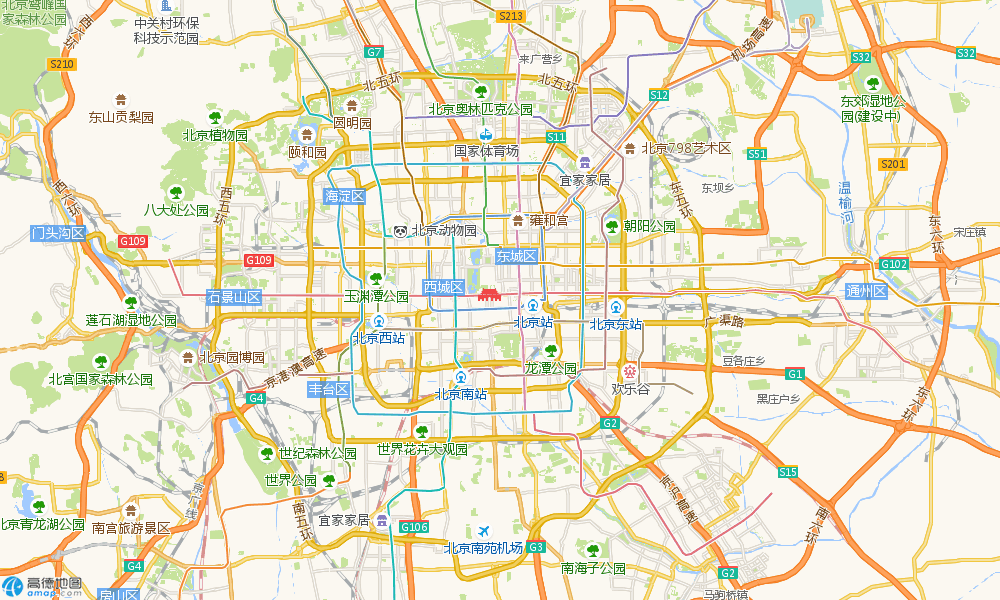 北京鹫峰国
家森林公园
中关村环保
科技示范园
西六环
S210
G7
S213
来广营乡
机场高速
S32
S32
北五环
北五环
东山贡梨园
北京植物园
圆明园
颐和园
北京奥林匹克公园
国家体育场
S12
S11
东郊湿地公
园(建设中)
北京798艺术区
S51
S201
宜家家居
西六环
西五环
八大处公园
海淀区
东五环
东坝乡
温榆河
东六环
宋庄镇
门头沟区
G109
G109
北京动物园
雍和宫
朝阳公园
东城区
G102
石景山区
玉渊潭公园
西城区
通州区
莲石湖湿地公园
北京西站
北京站
北京东站
渠路
北京园博园
京港澳高速
北宫国家森林公园
龙潭公园
欢乐谷
豆各庄乡
G1
丰台区
北京南站
G4
黑庄户乡
东六环
G2
世界花卉大观园
世纪森林公园
世界公园
京广线
京沪高速
S15
北京青龙湖公园
南宫旅游景区
南五环
宜家家居
G106
北京南苑机场
G3
南六环
南海子公园
G4
G2
马驹桥镇
房山区
高德地图
amap.com